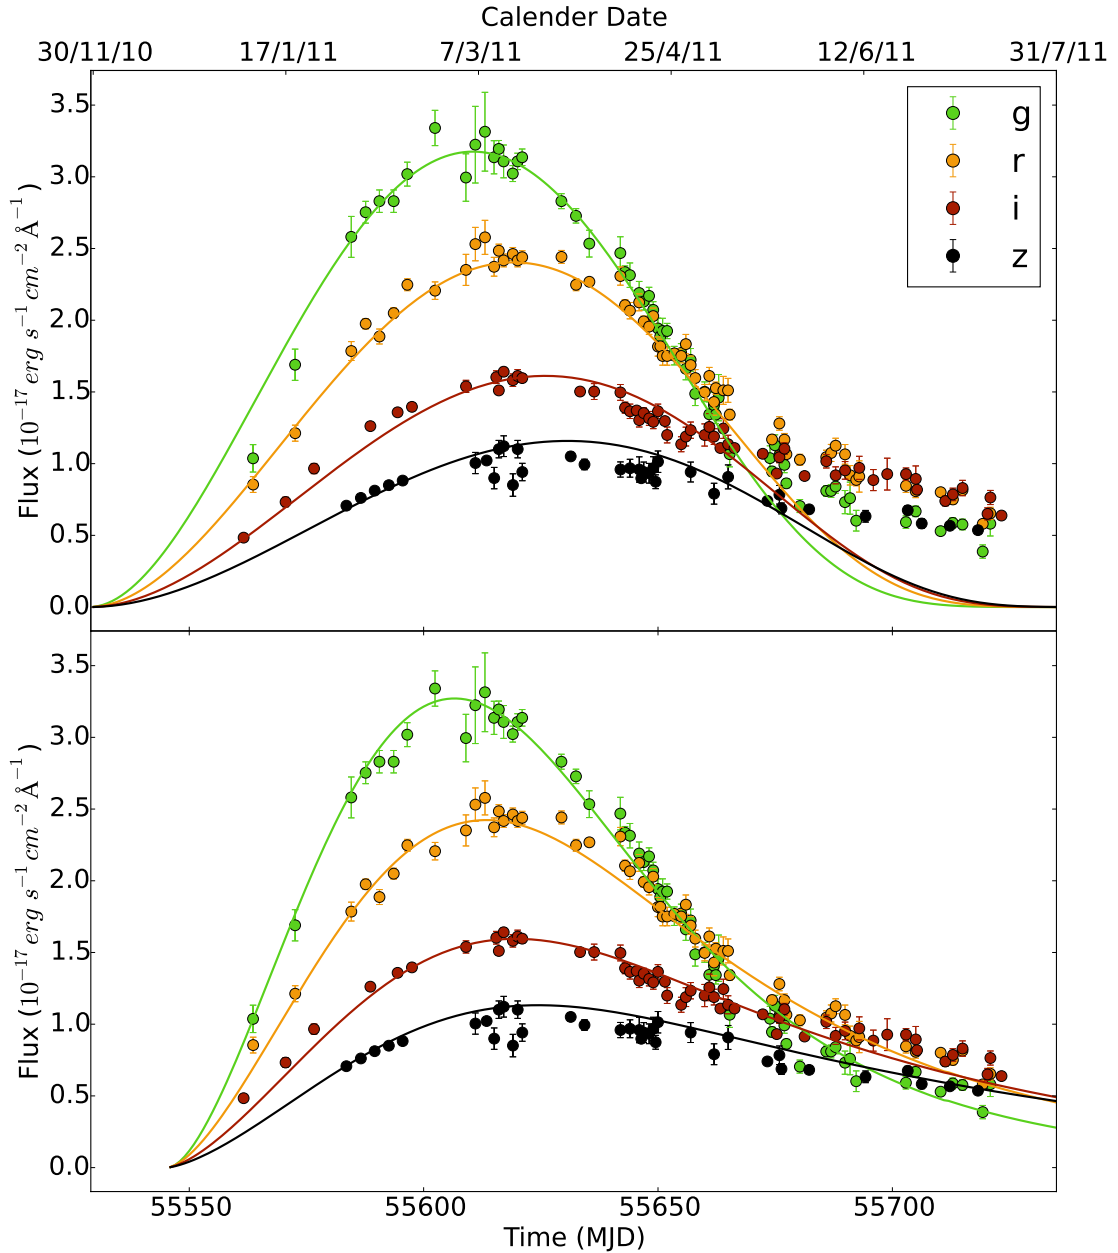 Calender Date
30/11/10 17/1/11 7/3/11 25/4/11 12/6/11 31/7/11
3.5
3.0
2.5
2.0
1.5
1.0
0.5
0.0
Flux (10⁻¹⁷ erg s⁻¹ cm⁻² Å⁻¹)
g
r
i
z
3.5
3.0
2.5
2.0
1.5
1.0
0.5
0.0
Flux (10⁻¹⁷ erg s⁻¹ cm⁻² Å⁻¹)
55550 55600 55650 55700
Time (MJD)